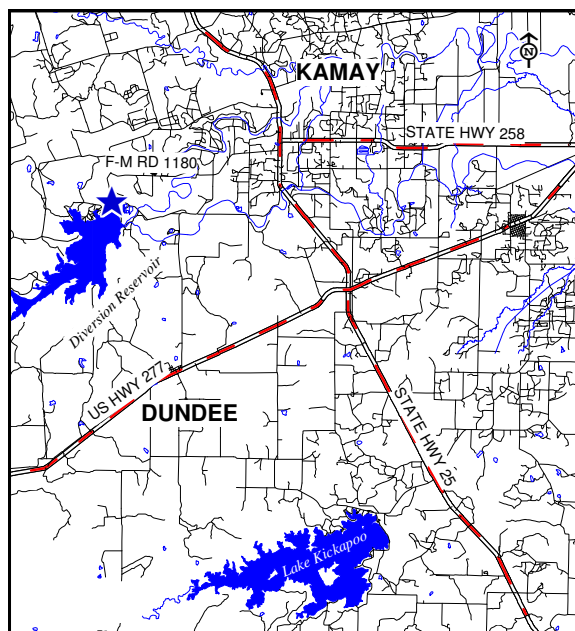 N
KAMAY
STATE HWY 258
F-M RD 1180
Diversion Reservoir
US HWY 277
DUNDEE
STATE HWY 25
Lake Kickapoo